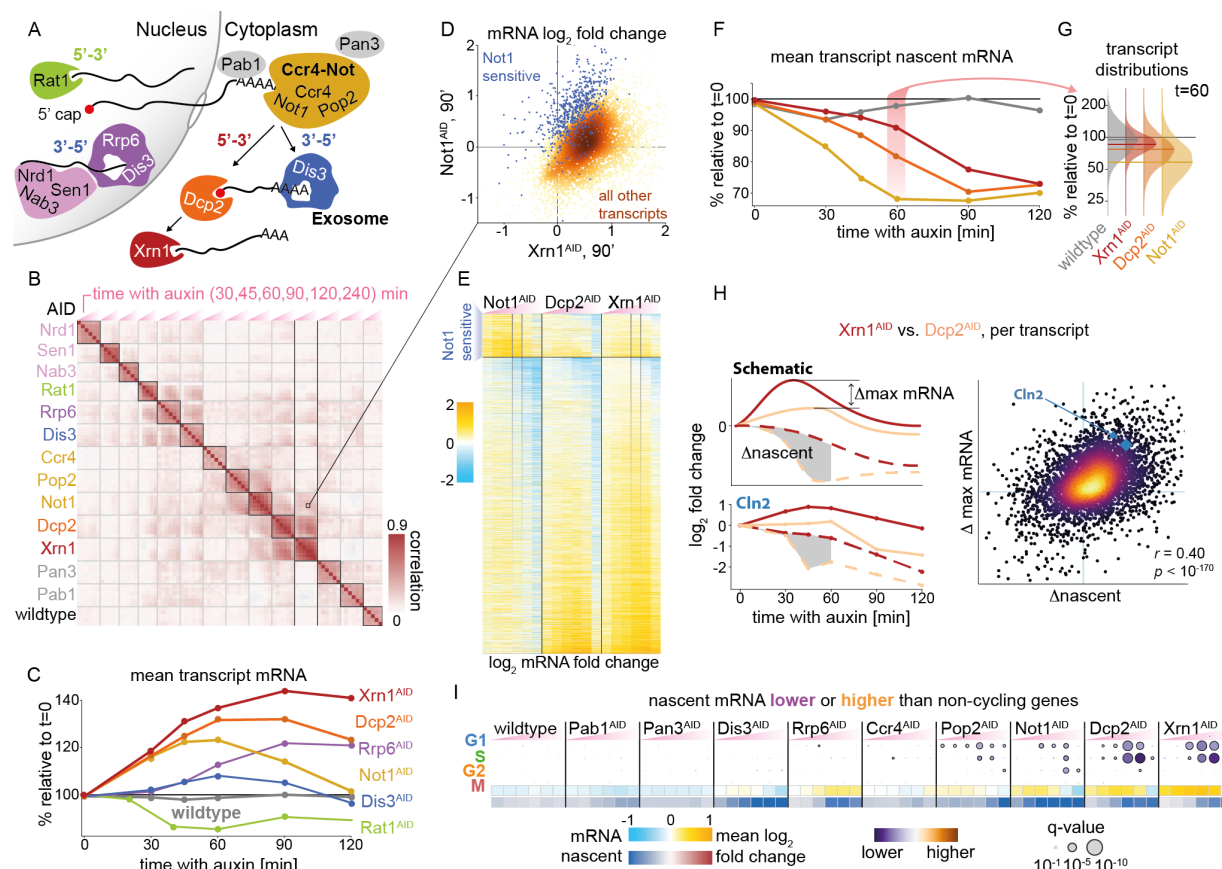 A
Nucleus
Cytoplasm
5’-3’
Rat1
Pab1
Pan3
AAAA
Ccr4-Not
Ccr4
Not1
Pop2
5’ cap
3’-5’
Rrp6
Dis3
Nrd1
Sen1
Nab3
5’-3’
3’-5’
Dis3
AAAA
Dcp2
Exosome
AAA
Xrn1
B
time with auxin (30,45,60,90,120,240) min
AID
Nrd1
Sen1
Nab3
Rat1
Rrp6
Dis3
Ccr4
Pop2
Not1
Dcp2
Xrn1
Pan3
Pab1
wildtype
0.9
correlation
0
C
mean transcript mRNA
% relative to t=0
140
120
100
Xrn1AID
Dcp2AID
Rrp6AID
Not1AID
Dis3AID
Rat1AID
wildtype
0 30 60 90 120
time with auxin [min]
D
mRNA log2 fold change
Not1
sensitive
Not1AID, 90’
1
0
-1
all other
transcripts
-1 0 1 2
Xrn1AID, 90’
E
Not1AID Dcp2AID Xrn1AID
Not1
sensitive
2
0
-2
log2 mRNA fold change
F
mean transcript nascent mRNA
% relative to t=0
100
90
80
70
0 30 60 90 120
time with auxin [min]
G
transcript
distributions
t=60
% relative to t=0
200
100
50
25
wildtype
Xrn1AID
Dcp2AID
Not1AID
H
Xrn1AID vs. Dcp2AID, per transcript
Schematic
Δmax mRNA
0
Δnascent
log2 fold change
Cln2
1
0
-1
-2
0 30 60 90 120
time with auxin [min]
Cln2
Δ max mRNA
r = 0.40
p < 10-170
Δnascent
I
nascent mRNA lower or higher than non-cycling genes
wildtype Pab1AID Pan3AID Dis3AID Rrp6AID Ccr4AID Pop2AID Not1AID Dcp2AID Xrn1AID
G1
S
G2
M
-1 0 1
mRNA mean log2
nascent fold change
lower higher
q-value
10-1 10-5 10-10